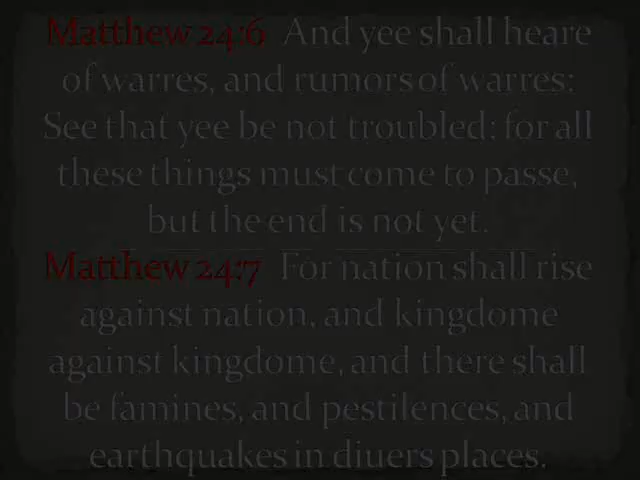 Matthew 24:6 And yee shall heare
of warres, and rumors of warres:
See that yee be not troubled: for all
these things must come to passe,
but the end is not yet.
Matthew 24:7 For nation shall rise
against nation, and kingdome
against kingdome, and there shall
be famines, and pestilences, and
earthquakes in diuers places.